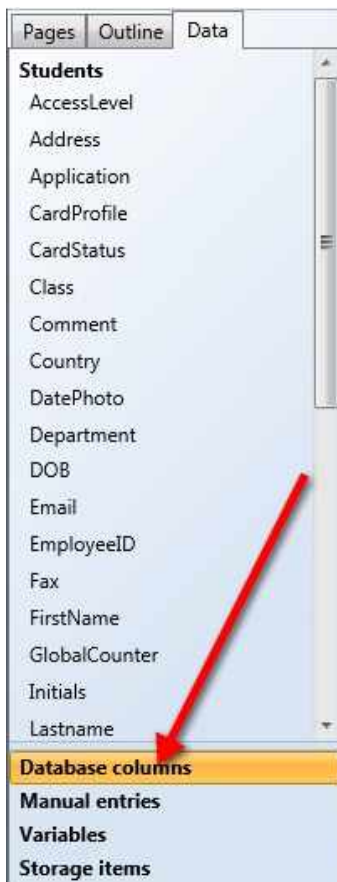 Pages Outline Data
Students
AccessLevel
Address
Application
CardProfile
CardStatus
Class
Comment
Country
DatePhoto
Department
DOB
Email
EmployeeID
Fax
FirstName
GlobalCounter
Initials
Lastname
Database columns
Manual entries
Variables
Storage items